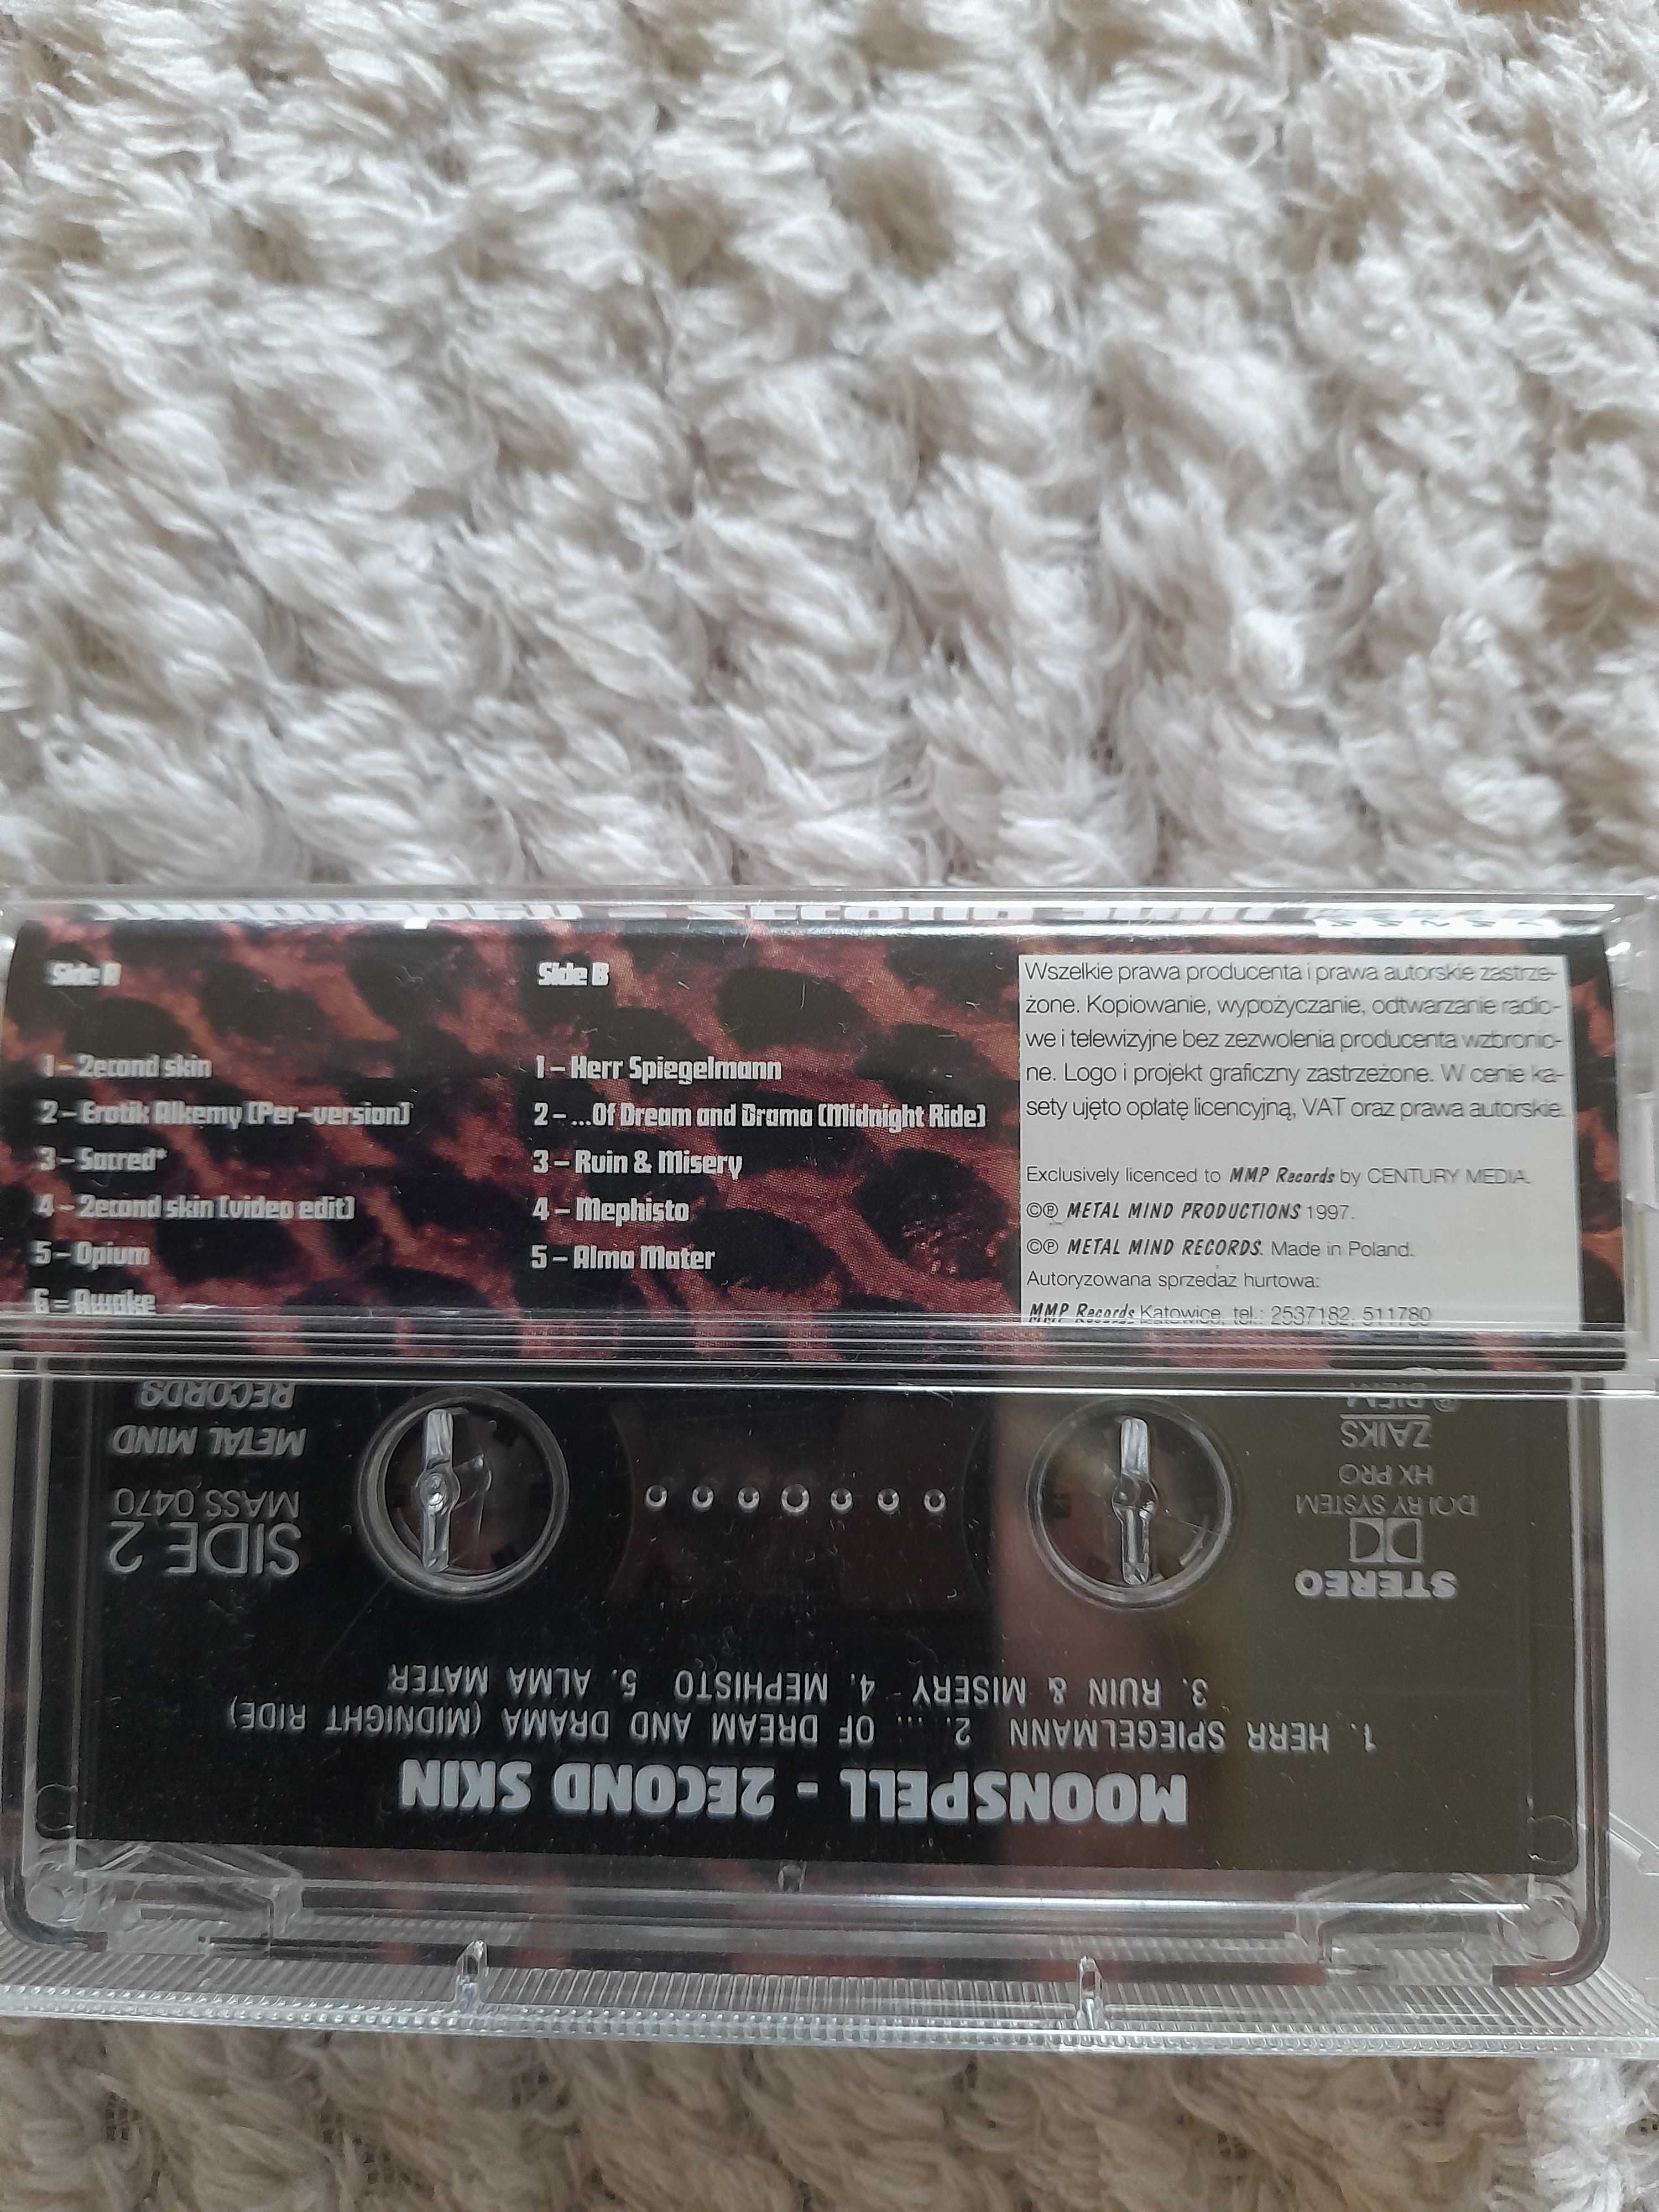 Side A
1 – 2econd skin
2 – Erotik Alkemy (Per-version)
3 – Sacred*
4 – 2econd skin (video edit)
5 – Opium
6 – Awake
Side B
1 – Herr Spiegelmann
2 – ...Of Dream and Drama (Midnight Ride)
3 – Ruin & Misery
4 – Mephisto
5 – Alma Mater
Wszelkie prawa producenta i prawa autorskie zastrze-
żone. Kopiowanie, wypożyczanie, odtwarzanie radio-
we i telewizyjne bez zezwolenia producenta wzbronio-
ne. Logo i projekt graficzny zastrzeżone. W cenie ka-
sety ujęto opłatę licencyjną, VAT oraz prawa autorskie.
Exclusively licenced to MMP Records by CENTURY MEDIA.
©℗ METAL MIND PRODUCTIONS 1997.
©℗ METAL MIND RECORDS. Made in Poland.
Autoryzowana sprzedaż hurtowa:
MMP Records Katowice, tel.: 2537182, 511780
MOONSPELL - 2ECOND SKIN
1. HERR SPIEGELMANN 2. ... OF DREAM AND DRAMA (MIDNIGHT RIDE)
3. RUIN & MISERY 4. MEPHISTO 5. ALMA MATER
STEREO
DOLBY SYSTEM
HX PRO
ZAIKS
BIEM
SIDE 2
MASS 0470
METAL MIND
RECORDS